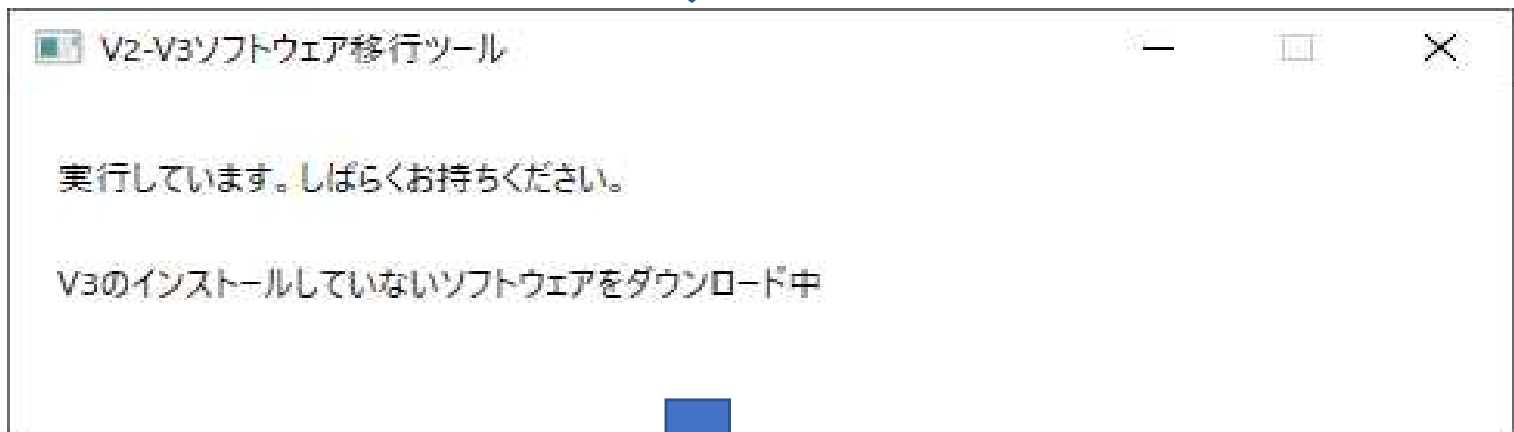 V2-V3ソフトウェア移行ツール
実行しています。しばらくお持ちください。
V3のインストールしていないソフトウェアをダウンロード中